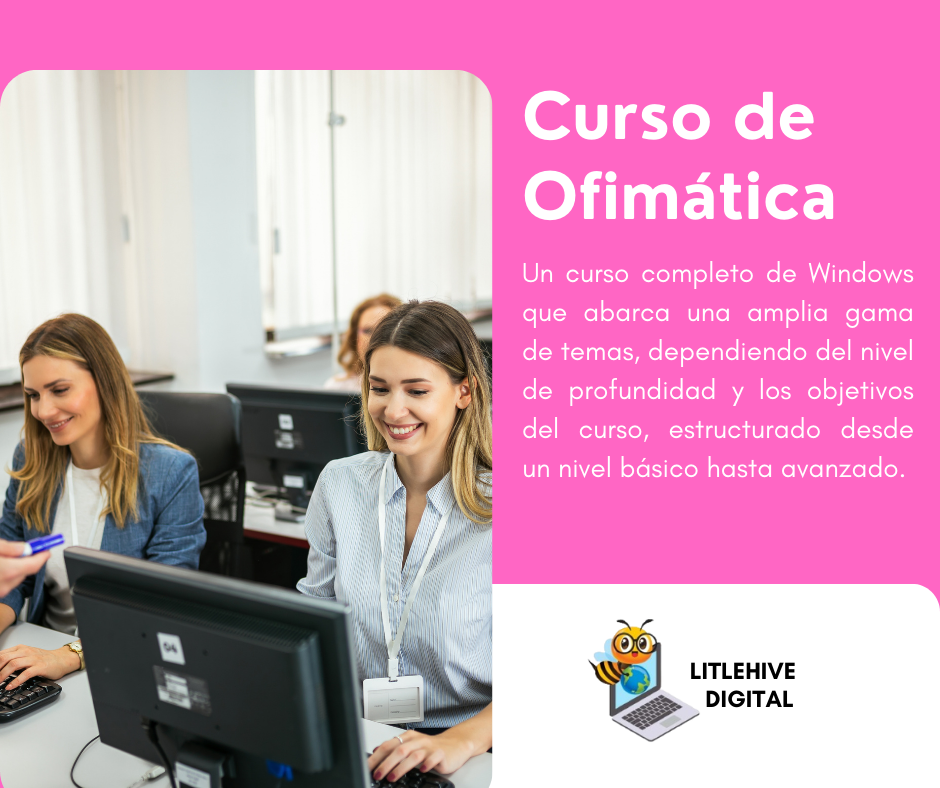 Curso de
Ofimática
Un curso completo de Windows
que abarca una amplia gama
de temas, dependiendo del nivel
de profundidad y los objetivos
del curso, estructurado desde
un nivel básico hasta avanzado.
04
LITLEHIVE
DIGITAL